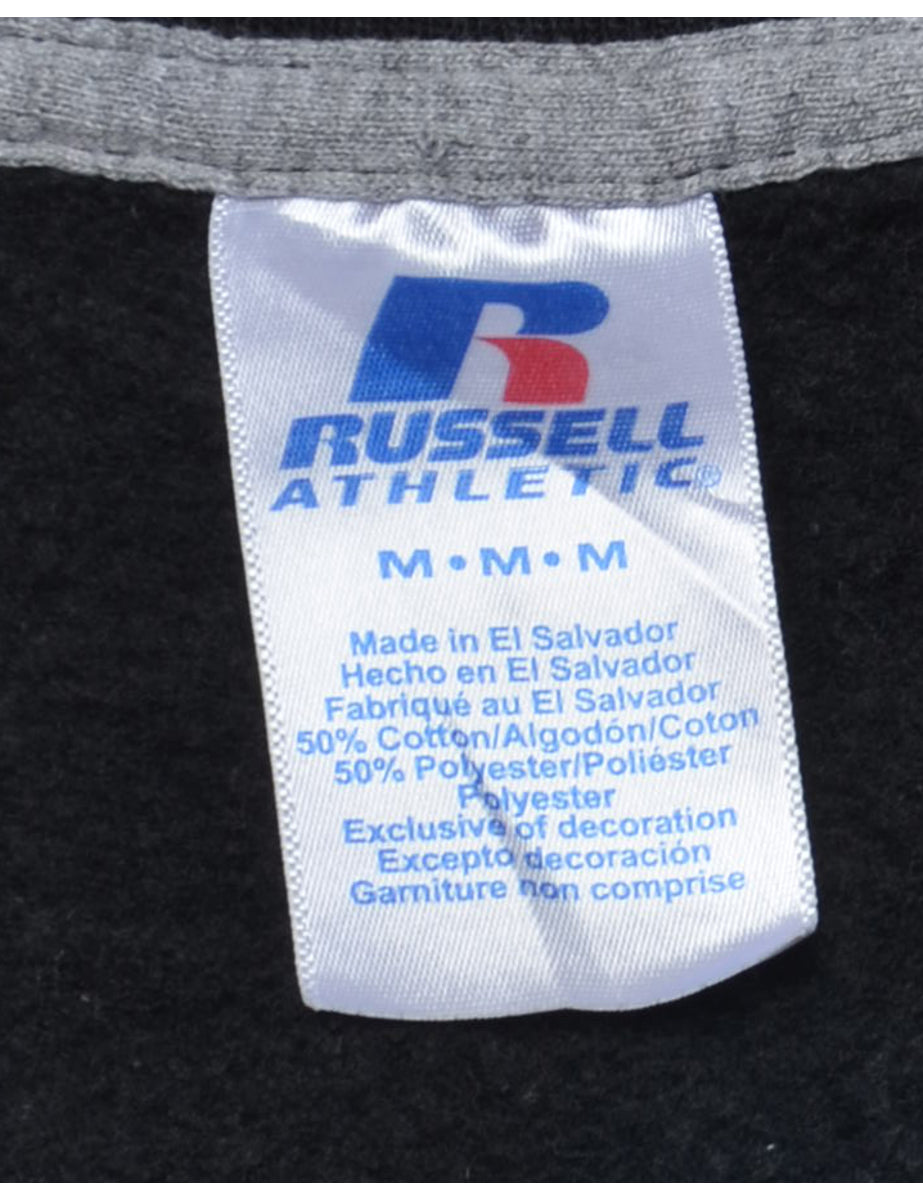 R
RUSSELL
ATHLETIC®
M•M•M
Made in El Salvador
Hecho en El Salvador
Fabriqué au El Salvador
50% Cotton/Algodón/Coton
50% Polyester/Poliéster
Polyester
Exclusive of decoration
Excepto decoración
Garniture non comprise